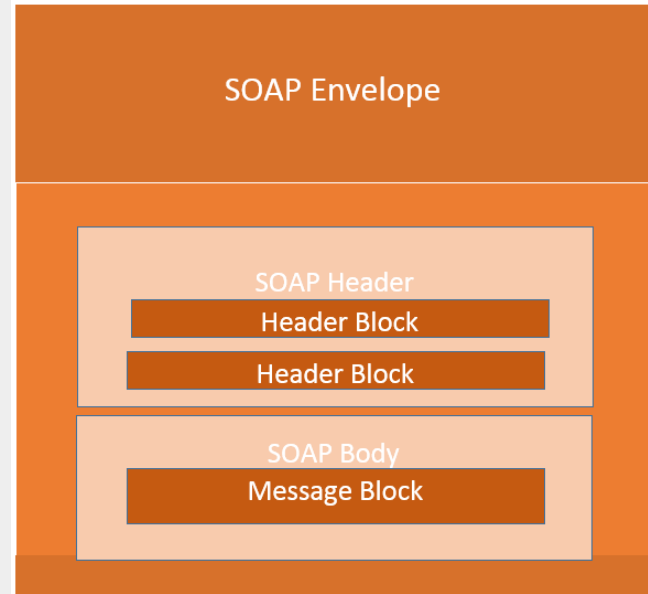 SOAP Envelope
SOAP Header
Header Block
Header Block
SOAP Body
Message Block